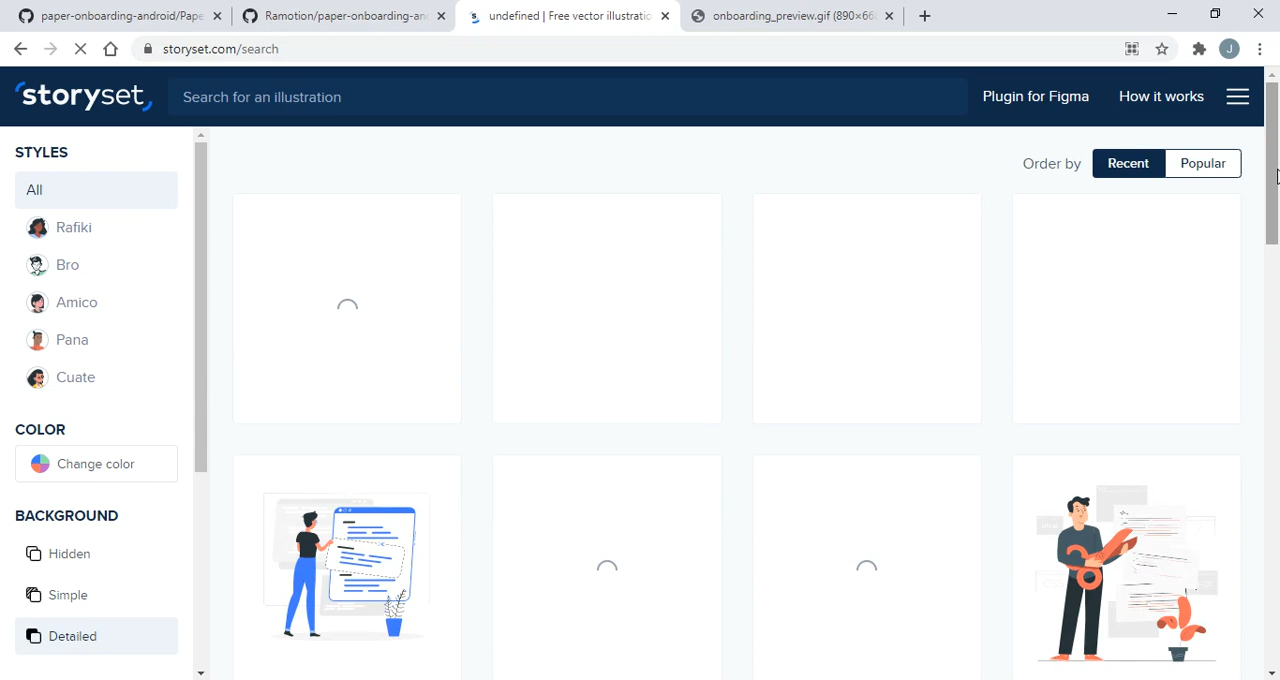 paper-onboarding-android/Pape
Ramotion/paper-onboarding-an
undefined | Free vector illustratio
onboarding_preview.gif (890×66
storyset.com/search
J
storyset
Search for an illustration
Plugin for Figma
How it works
STYLES
All
Rafiki
Bro
Amico
Pana
Cuate
COLOR
Change color
BACKGROUND
Hidden
Simple
Detailed
Order by
Recent
Popular